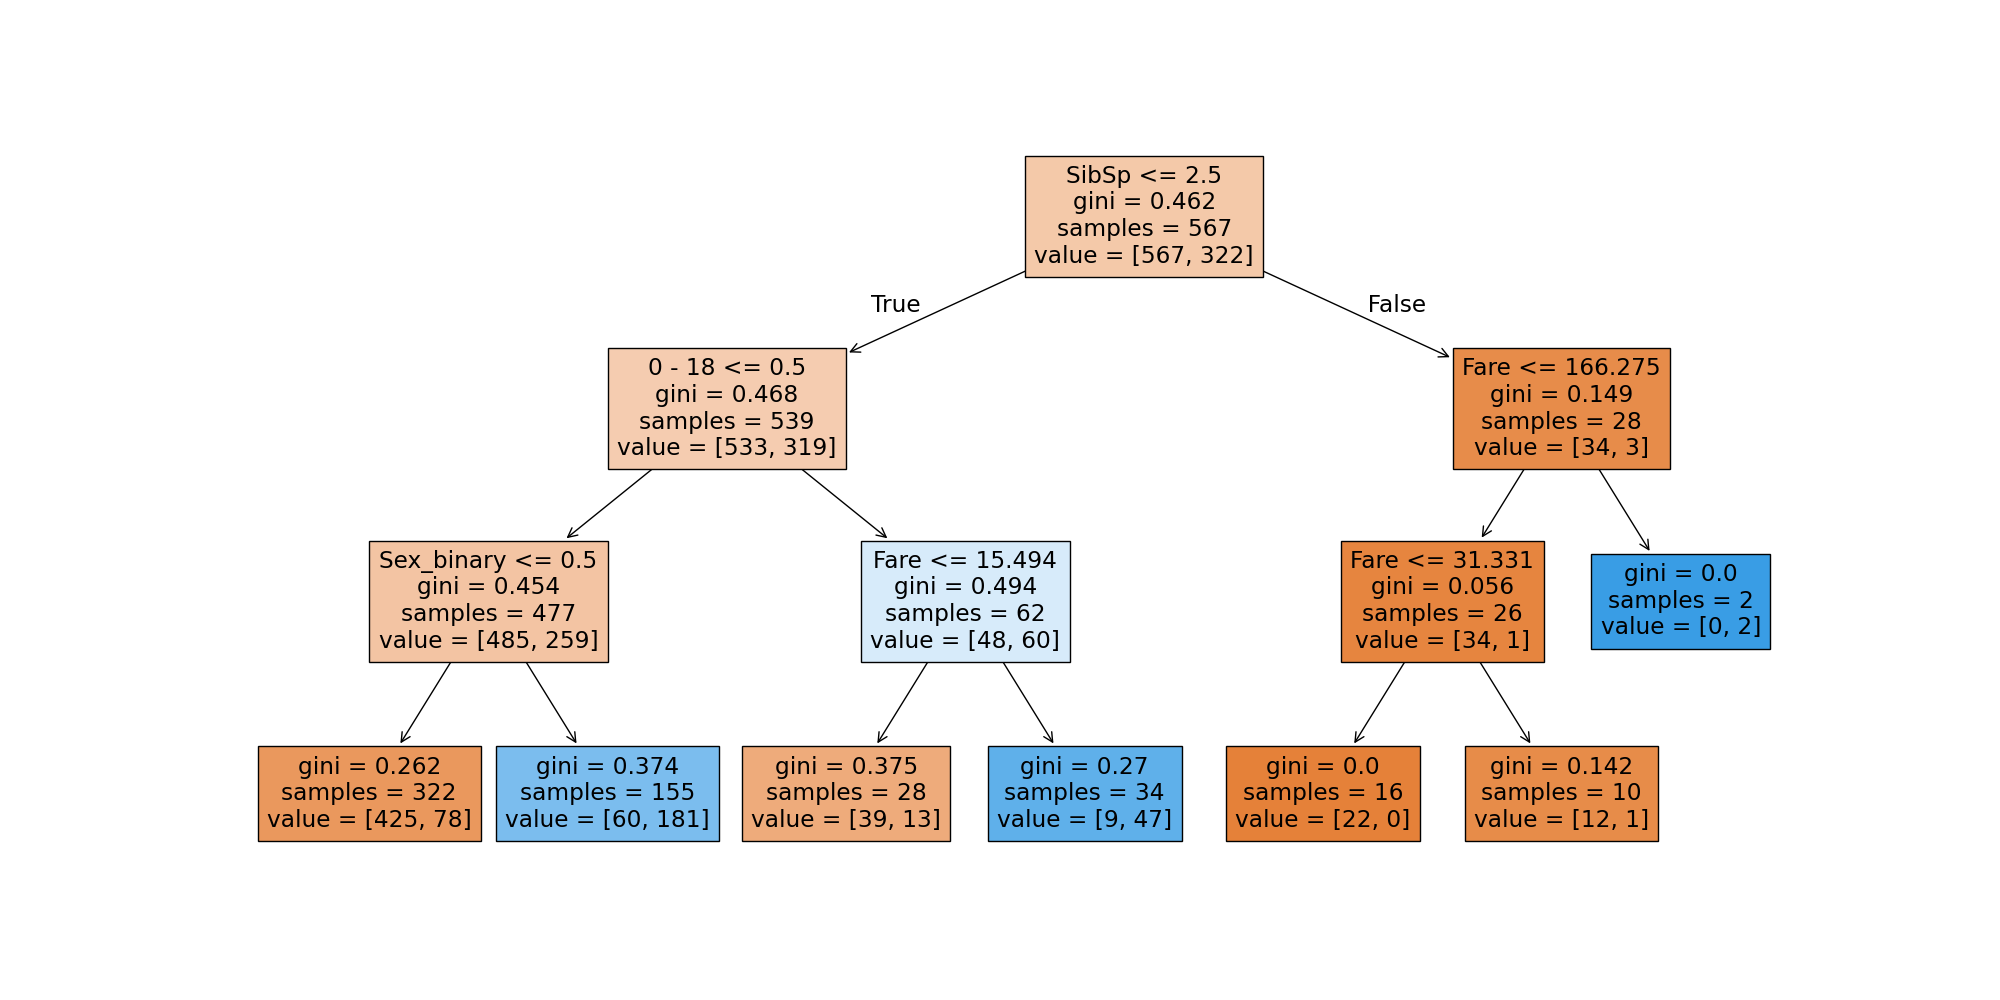 SibSp <= 2.5
gini = 0.462
samples = 567
value = [567, 322]
True
False
0 - 18 <= 0.5
gini = 0.468
samples = 539
value = [533, 319]
Fare <= 166.275
gini = 0.149
samples = 28
value = [34, 3]
Sex_binary <= 0.5
gini = 0.454
samples = 477
value = [485, 259]
Fare <= 15.494
gini = 0.494
samples = 62
value = [48, 60]
Fare <= 31.331
gini = 0.056
samples = 26
value = [34, 1]
gini = 0.0
samples = 2
value = [0, 2]
gini = 0.262
samples = 322
value = [425, 78]
gini = 0.374
samples = 155
value = [60, 181]
gini = 0.375
samples = 28
value = [39, 13]
gini = 0.27
samples = 34
value = [9, 47]
gini = 0.0
samples = 16
value = [22, 0]
gini = 0.142
samples = 10
value = [12, 1]